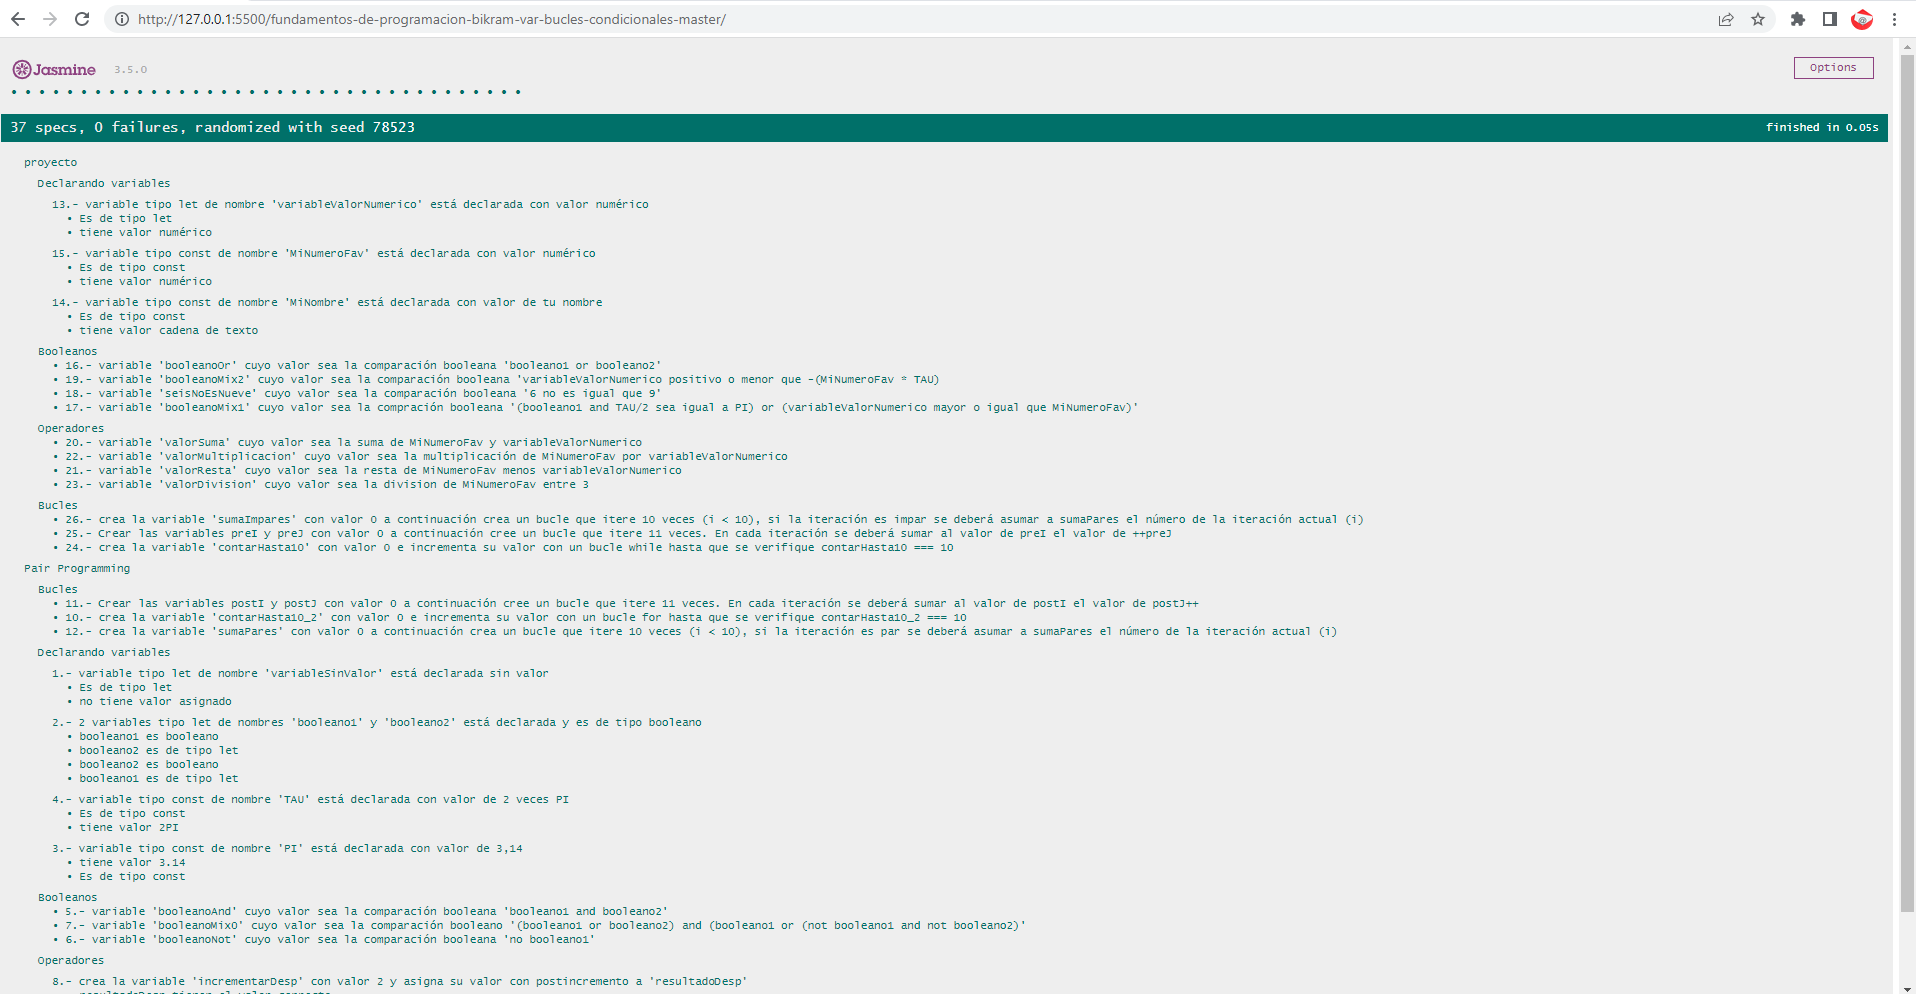 http://127.0.0.1:5500/fundamentos-de-programacion-bikram-var-bucles-condicionales-master/
Jasmine 3.5.0
Options
37 specs, 0 failures, randomized with seed 78523
finished in 0.05s
proyecto
Declarando variables
13.- variable tipo let de nombre 'variableValorNumerico' está declarada con valor numérico
• Es de tipo let
• tiene valor numérico
15.- variable tipo const de nombre 'MiNumeroFav' está declarada con valor numérico
• Es de tipo const
• tiene valor numérico
14.- variable tipo const de nombre 'MiNombre' está declarada con valor de tu nombre
• Es de tipo const
• tiene valor cadena de texto
Booleanos
• 16.- variable 'booleanoOr' cuyo valor sea la comparación booleana 'booleano1 or booleano2'
• 19.- variable 'booleanoMix2' cuyo valor sea la comparación booleana 'variableValorNumerico positivo o menor que -(MiNumeroFav * TAU)
• 18.- variable 'seisNoEsNueve' cuyo valor sea la comparación booleana '6 no es igual que 9'
• 17.- variable 'booleanoMix1' cuyo valor sea la compración booleana '(booleano1 and TAU/2 sea igual a PI) or (variableValorNumerico mayor o igual que MiNumeroFav)'
Operadores
• 20.- variable 'valorSuma' cuyo valor sea la suma de MiNumeroFav y variableValorNumerico
• 22.- variable 'valorMultiplicacion' cuyo valor sea la multiplicación de MiNumeroFav por variableValorNumerico
• 21.- variable 'valorResta' cuyo valor sea la resta de MiNumeroFav menos variableValorNumerico
• 23.- variable 'valorDivision' cuyo valor sea la division de MiNumeroFav entre 3
Bucles
• 26.- crea la variable 'sumaImpares' con valor 0 a continuación crea un bucle que itere 10 veces (i < 10), si la iteración es impar se deberá asumar a sumaPares el número de la iteración actual (i)
• 25.- Crear las variables preI y preJ con valor 0 a continuación cree un bucle que itere 11 veces. En cada iteración se deberá sumar al valor de preI el valor de ++preJ
• 24.- crea la variable 'contarHasta10' con valor 0 e incrementa su valor con un bucle while hasta que se verifique contarHasta10 === 10
Pair Programming
Bucles
• 11.- Crear las variables postI y postJ con valor 0 a continuación cree un bucle que itere 11 veces. En cada iteración se deberá sumar al valor de postI el valor de postJ++
• 10.- crea la variable 'contarHasta10_2' con valor 0 e incrementa su valor con un bucle for hasta que se verifique contarHasta10_2 === 10
• 12.- crea la variable 'sumaPares' con valor 0 a continuación crea un bucle que itere 10 veces (i < 10), si la iteración es par se deberá asumar a sumaPares el número de la iteración actual (i)
Declarando variables
1.- variable tipo let de nombre 'variableSinValor' está declarada sin valor
• Es de tipo let
• no tiene valor asignado
2.- 2 variables tipo let de nombres 'booleano1' y 'booleano2' está declarada y es de tipo booleano
• booleano1 es booleano
• booleano2 es de tipo let
• booleano2 es booleano
• booleano1 es de tipo let
4.- variable tipo const de nombre 'TAU' está declarada con valor de 2 veces PI
• Es de tipo const
• tiene valor 2PI
3.- variable tipo const de nombre 'PI' está declarada con valor de 3,14
• tiene valor 3.14
• Es de tipo const
Booleanos
• 5.- variable 'booleanoAnd' cuyo valor sea la comparación booleana 'booleano1 and booleano2'
• 7.- variable 'booleanoMix0' cuyo valor sea la comparación booleano '(booleano1 or booleano2) and (booleano1 or (not booleano1 and not booleano2)'
• 6.- variable 'booleanoNot' cuyo valor sea la comparación booleana 'no booleano1'
Operadores
8.- crea la variable 'incrementarDesp' con valor 2 y asigna su valor con postincremento a 'resultadoDesp'